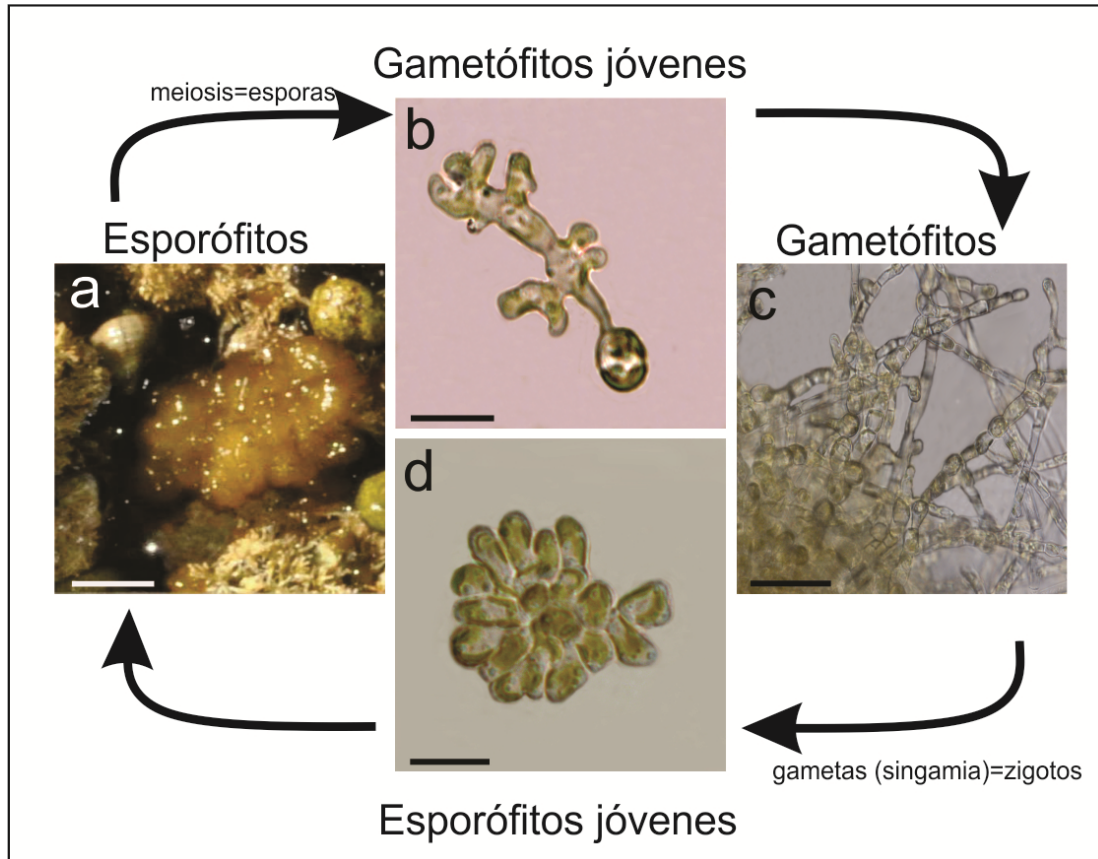 Gametófitos jóvenes
meiosis=esporas
b
Esporófitos
Gametófitos
a
c
d
gametas (singamia)=zigotos
Esporófitos jóvenes